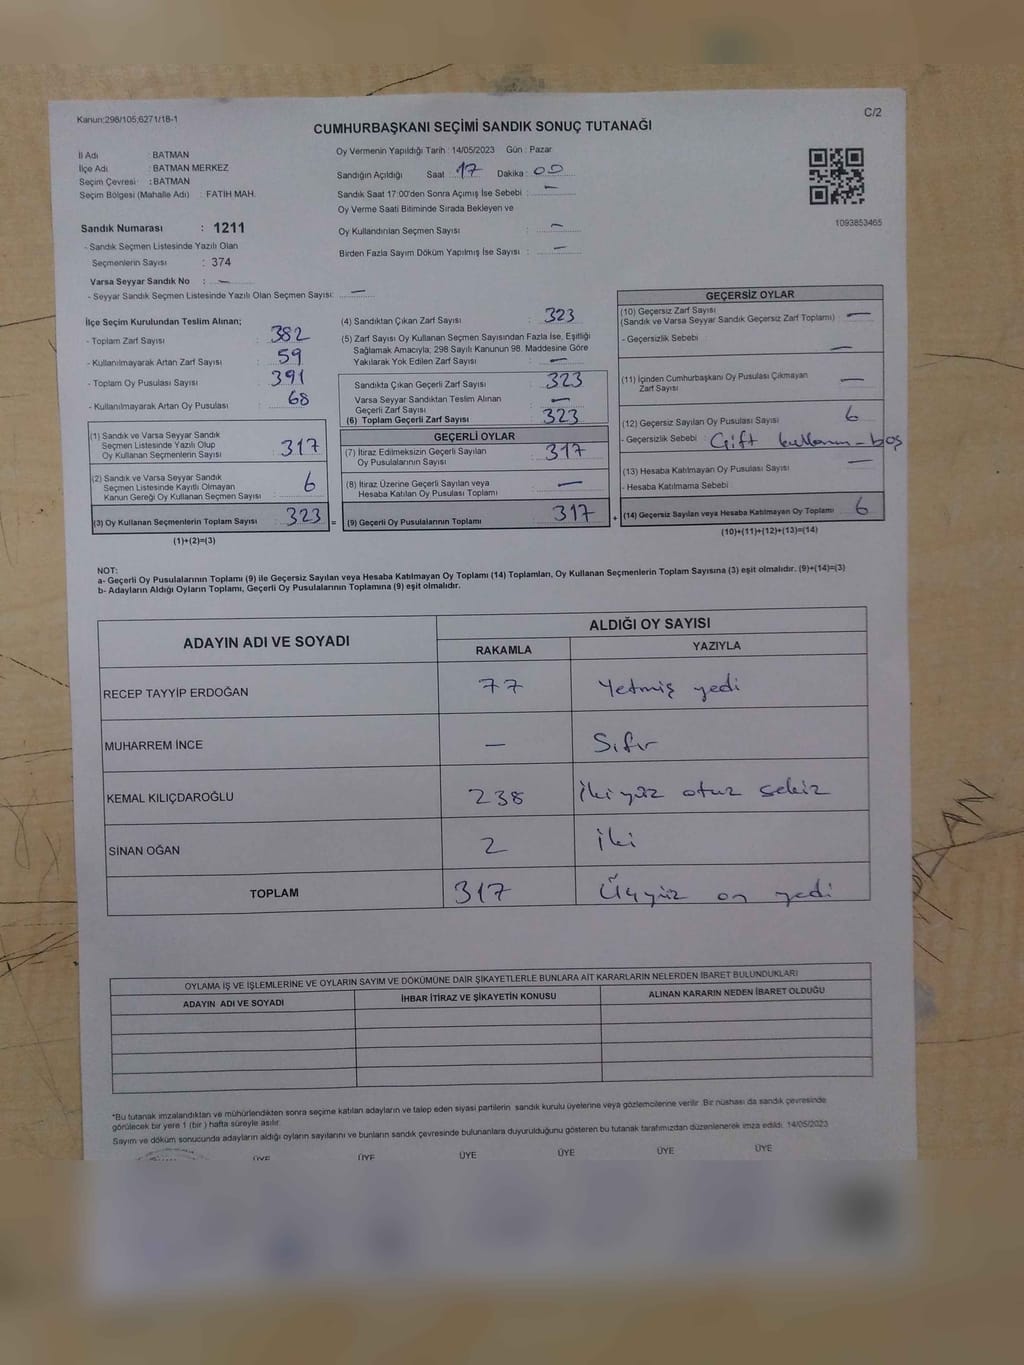 Kanun:298/105;6271/18-1
C/2
CUMHURBAŞKANI SEÇİMİ SANDIK SONUÇ TUTANAĞI
İl Adı : BATMAN
İlçe Adı : BATMAN MERKEZ
Seçim Çevresi : BATMAN
Seçim Bölgesi (Mahalle Adı) : FATİH MAH.
Oy Vermenin Yapıldığı Tarih : 14/05/2023 Gün : Pazar
Sandığın Açıldığı Saat : 17 Dakika : 00
Sandık Saat 17:00'den Sonra Açımış İse Sebebi : -
Oy Verme Saati Bitiminde Sırada Bekleyen ve
Oy Kullandırılan Seçmen Sayısı : -
Birden Fazla Sayım Döküm Yapılmış İse Sayısı : -
1093853465
Sandık Numarası : 1211
- Sandık Seçmen Listesinde Yazılı Olan
Seçmenlerin Sayısı : 374
Varsa Seyyar Sandık No : -
- Seyyar Sandık Seçmen Listesinde Yazılı Olan Seçmen Sayısı: -
İlçe Seçim Kurulundan Teslim Alınan;
- Toplam Zarf Sayısı : 382
- Kullanılmayarak Artan Zarf Sayısı : 59
- Toplam Oy Pusulası Sayısı : 391
- Kullanılmayarak Artan Oy Pusulası : 68
(1) Sandık ve Varsa Seyyar Sandık
Seçmen Listesinde Yazılı Olup
Oy Kullanan Seçmenlerin Sayısı 317
(2) Sandık ve Varsa Seyyar Sandık
Seçmen Listesinde Kayıtlı Olmayan
Kanun Gereği Oy Kullanan Seçmen Sayısı 6
(3) Oy Kullanan Seçmenlerin Toplam Sayısı 323 =
(1)+(2)=(3)
(4) Sandıktan Çıkan Zarf Sayısı : 323
(5) Zarf Sayısı Oy Kullanan Seçmen Sayısından Fazla İse, Eşitliği
Sağlamak Amacıyla; 298 Sayılı Kanunun 98. Maddesine Göre
Yakılarak Yok Edilen Zarf Sayısı : -
Sandıkta Çıkan Geçerli Zarf Sayısı 323
Varsa Seyyar Sandıktan Teslim Alınan
Geçerli Zarf Sayısı -
(6) Toplam Geçerli Zarf Sayısı 323
GEÇERLİ OYLAR
(7) İtiraz Edilmeksizin Geçerli Sayılan
Oy Pusulalarının Sayısı 317
(8) İtiraz Üzerine Geçerli Sayılan veya
Hesaba Katılan Oy Pusulası Toplamı -
(9) Geçerli Oy Pusulalarının Toplamı 317 +
GEÇERSİZ OYLAR
(10) Geçersiz Zarf Sayısı
(Sandık ve Varsa Seyyar Sandık Geçersiz Zarf Toplamı) : -
- Geçersizlik Sebebi : -
(11) İçinden Cumhurbaşkanı Oy Pusulası Çıkmayan
Zarf Sayısı -
(12) Geçersiz Sayılan Oy Pusulası Sayısı 6
- Geçersizlik Sebebi : Çift kullanım-boş
(13) Hesaba Katılmayan Oy Pusulası Sayısı -
- Hesaba Katılmama Sebebi
(14) Geçersiz Sayılan veya Hesaba Katılmayan Oy Toplamı 6
(10)+(11)+(12)+(13)=(14)
NOT:
a- Geçerli Oy Pusulalarının Toplamı (9) ile Geçersiz Sayılan veya Hesaba Katılmayan Oy Toplamı (14) Toplamları, Oy Kullanan Seçmenlerin Toplam Sayısına (3) eşit olmalıdır. (9)+(14)=(3)
b- Adayların Aldığı Oyların Toplamı, Geçerli Oy Pusulalarının Toplamına (9) eşit olmalıdır.
ADAYIN ADI VE SOYADI
ALDIĞI OY SAYISI
RAKAMLA YAZIYLA
RECEP TAYYİP ERDOĞAN 77 Yetmiş yedi
MUHARREM İNCE - Sıfır
KEMAL KILIÇDAROĞLU 238 İkiyüz otuz sekiz
SİNAN OĞAN 2 İki
TOPLAM 317 Üçyüz on yedi
OYLAMA İŞ VE İŞLEMLERİNE VE OYLARIN SAYIM VE DÖKÜMÜNE DAİR ŞİKAYETLERLE BUNLARA AİT KARARLARIN NELERDEN İBARET BULUNDUKLARI
ADAYIN ADI VE SOYADI İHBAR İTİRAZ VE ŞİKAYETİN KONUSU ALINAN KARARIN NEDEN İBARET OLDUĞU
*Bu tutanak imzalandıktan ve mühürlendikten sonra seçime katılan adayların ve talep eden siyasi partilerin sandık kurulu üyelerine veya gözlemcilerine verilir. Bir nüshası da sandık çevresinde
görülecek bir yere 1 (bir) hafta süreyle asılır.
Sayım ve döküm sonucunda adayların aldığı oyların sayılarını ve bunların sandık çevresinde bulunanlara duyurulduğunu gösteren bu tutanak tarafımızdan düzenlenerek imza edildi. 14/05/2023
ÜYE ÜYE ÜYE ÜYE ÜYE ÜYE